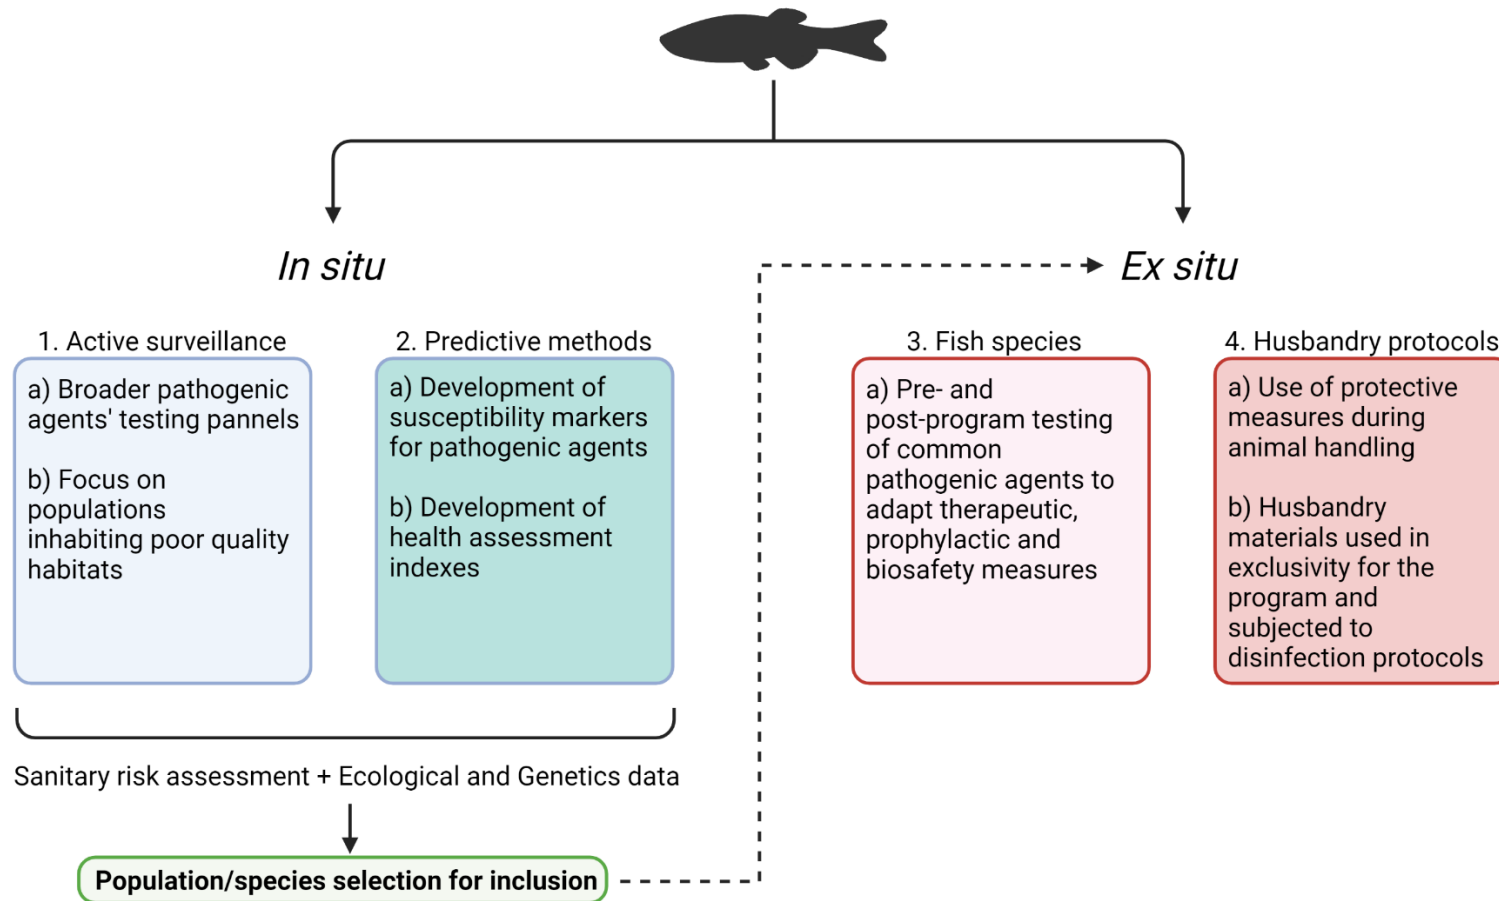 In situ
Ex situ
1. Active surveillance
a) Broader pathogenic
agents' testing pannels
b) Focus on
populations
inhabiting poor quality
habitats
2. Predictive methods
a) Development of
susceptibility markers
for pathogenic agents
b) Development of
health assessment
indexes
3. Fish species
a) Pre- and
post-program testing
of common
pathogenic agents to
adapt therapeutic,
prophylactic and
biosafety measures
4. Husbandry protocols
a) Use of protective
measures during
animal handling
b) Husbandry
materials used in
exclusivity for the
program and
subjected to
disinfection protocols
Sanitary risk assessment + Ecological and Genetics data
Population/species selection for inclusion